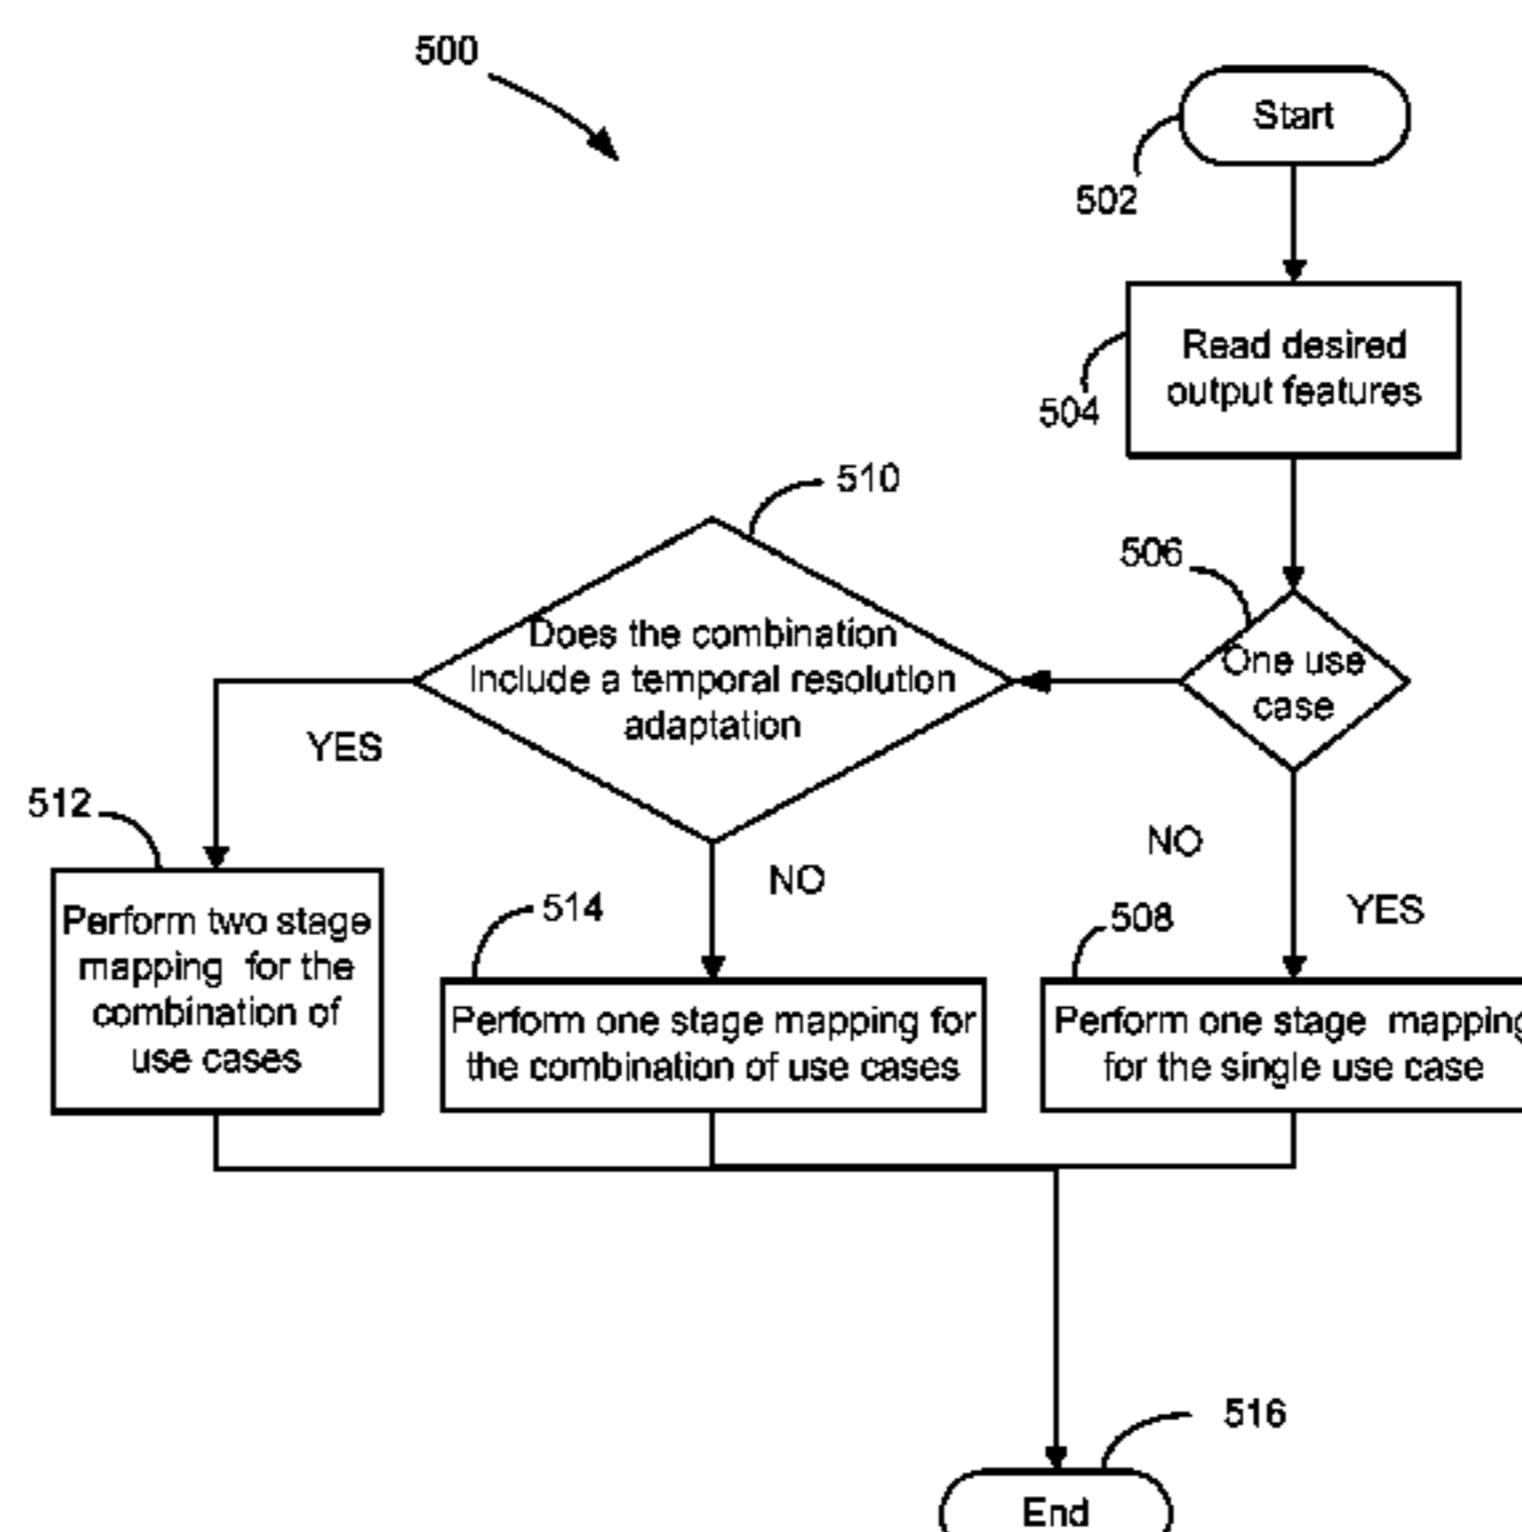 500
Start
502
Read desired
output features
504
510
506
Does the combination
Include a temporal resolution
adaptation
One use
case
YES
NO
512
NO
YES
514
508
Perform two stage
mapping for the
combination of
use cases
Perform one stage mapping for
the combination of use cases
Perform one stage mapping
for the single use case
516
End